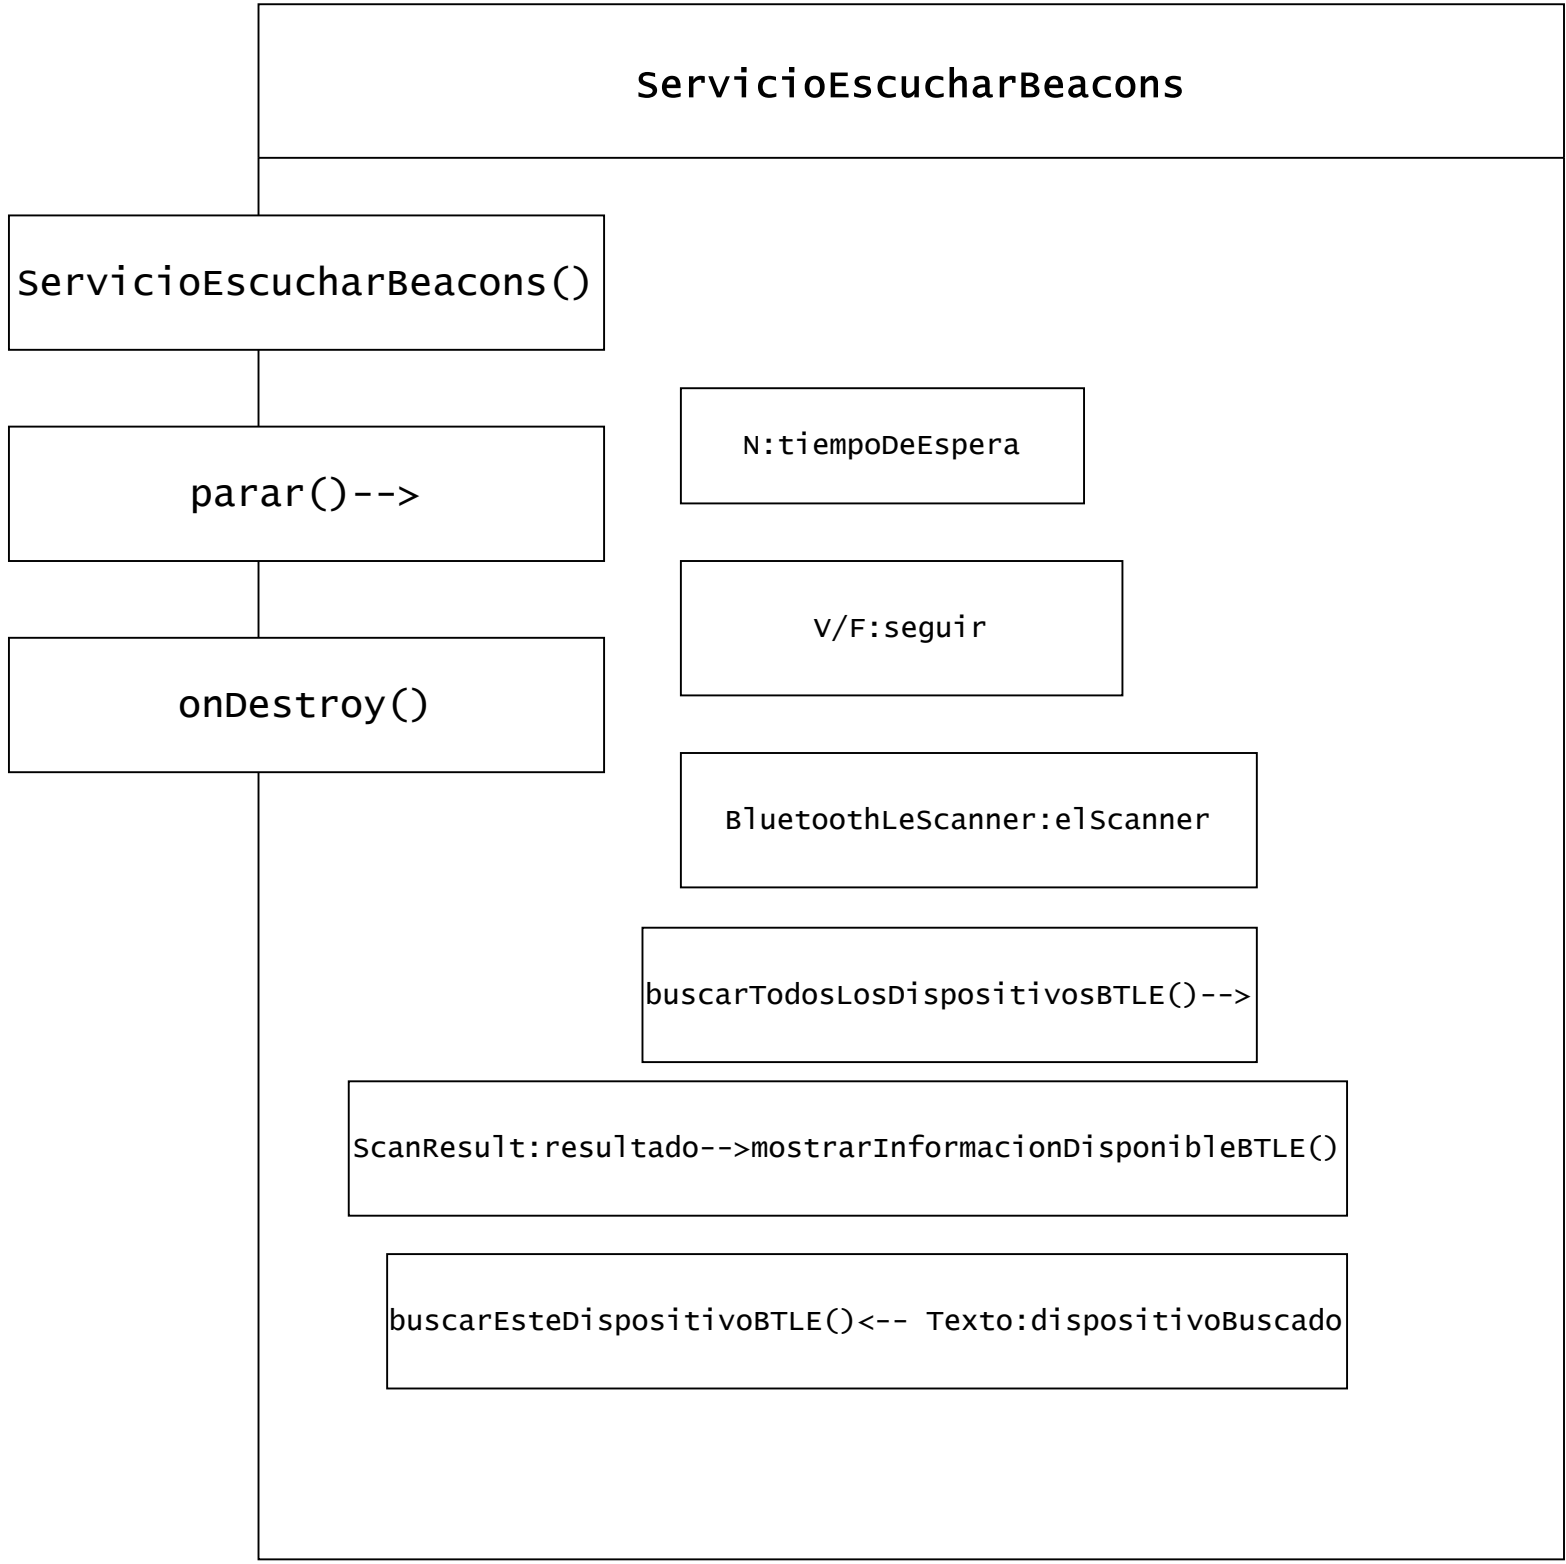 ServicioEscucharBeacons
ServicioEscucharBeacons()
parar()-->
onDestroy()
N:tiempoDeEspera
V/F:seguir
BluetoothLeScanner:elScanner
buscarTodosLosDispositivosBTLE()-->
ScanResult:resultado-->mostrarInformacionDisponibleBTLE()
buscarEsteDispositivoBTLE()<-- Texto:dispositivoBuscado